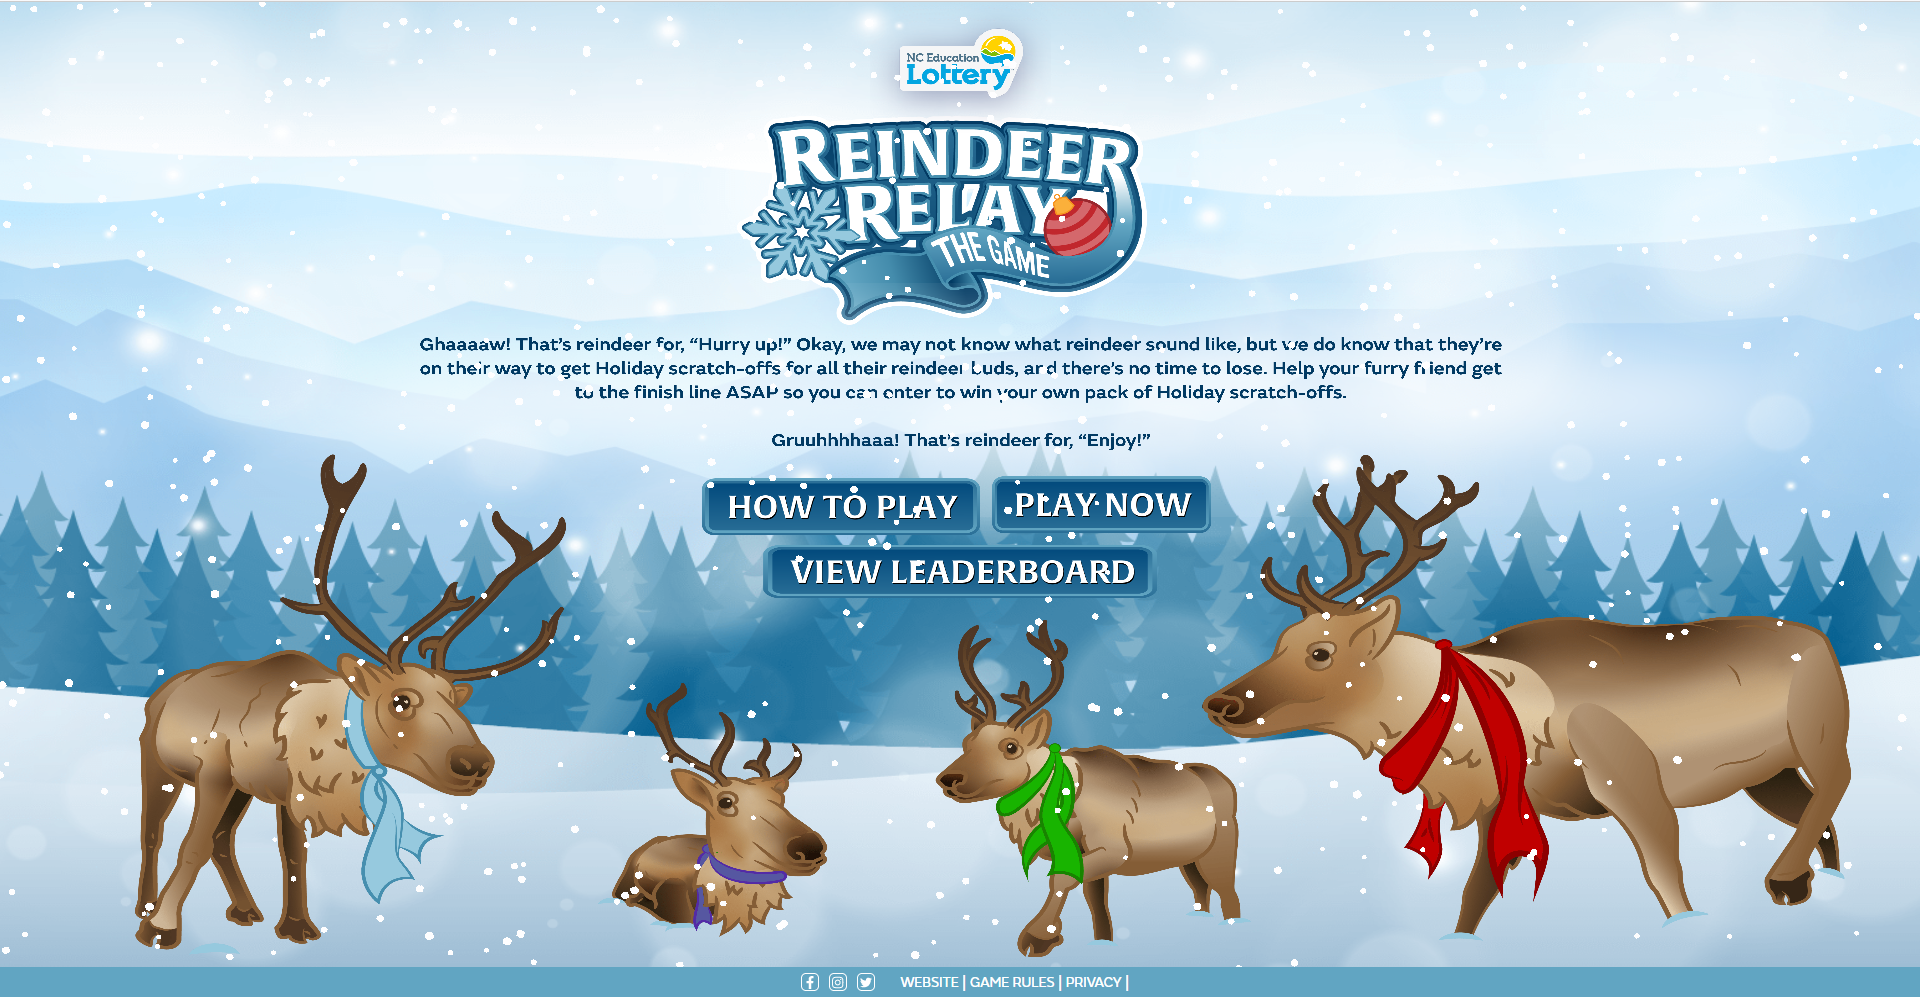 NC Education
Lottery
REINDEER
RELAY
THE GAME
Ghaaaaw! That's reindeer for, “Hurry up!” Okay, we may not know what reindeer sound like, but we do know that they're
on their way to get Holiday scratch-offs for all their reindeer buds, and there's no time to lose. Help your furry friend get
to the finish line ASAP so you can enter to win your own pack of Holiday scratch-offs.
Gruuhhhhaaa! That's reindeer for, “Enjoy!”
HOW TO PLAY
PLAY NOW
VIEW LEADERBOARD
WEBSITE | GAME RULES | PRIVACY |